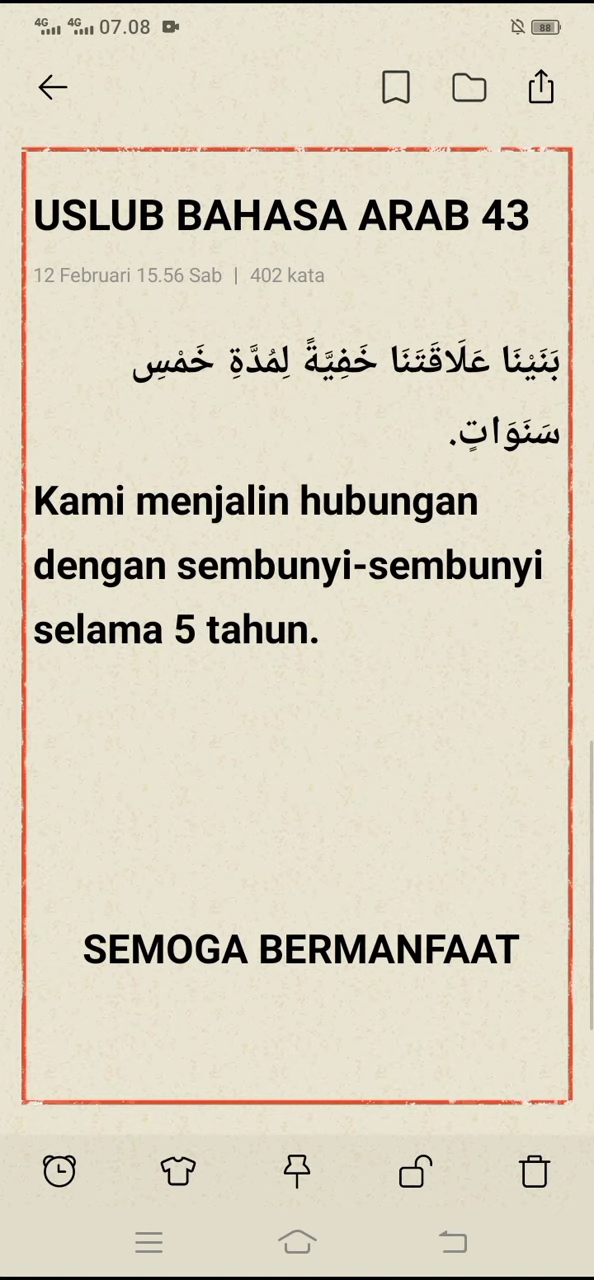 4G 4G 07.08 88
USLUB BAHASA ARAB 43
12 Februari 15.56 Sab | 402 kata
بَنَيْنَا عَلَاقَتَنَا خَفِيَّةً لِمُدَّةِ خَمْسِ
سَنَوَاتٍ.
Kami menjalin hubungan
dengan sembunyi-sembunyi
selama 5 tahun.
SEMOGA BERMANFAAT